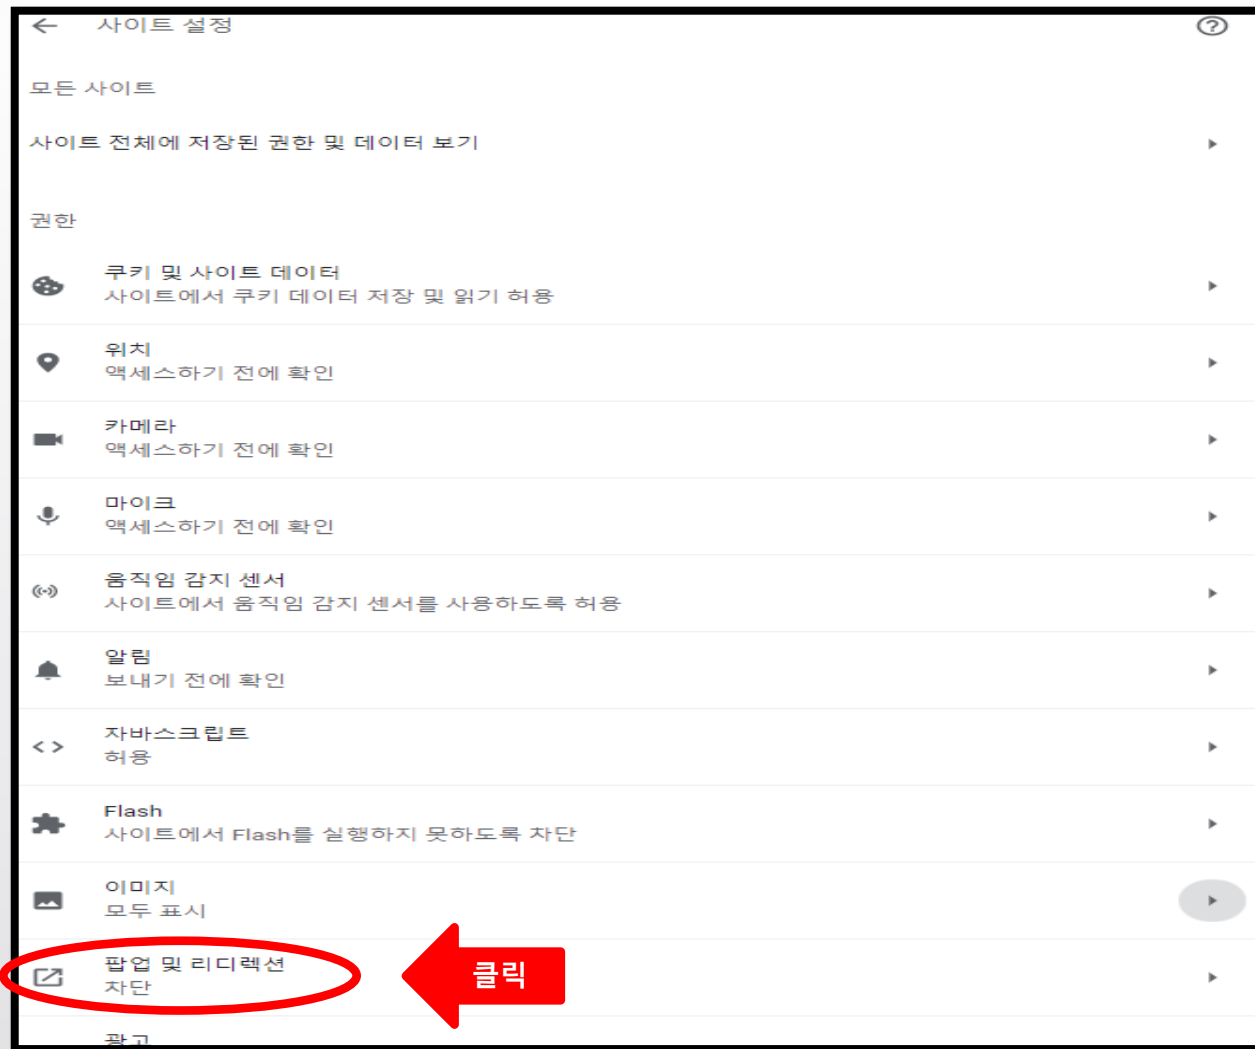 사이트 설정
모든 사이트
사이트 전체에 저장된 권한 및 데이터 보기
권한
쿠키 및 사이트 데이터
사이트에서 쿠키 데이터 저장 및 읽기 허용
위치
액세스하기 전에 확인
카메라
액세스하기 전에 확인
마이크
액세스하기 전에 확인
움직임 감지 센서
사이트에서 움직임 감지 센서를 사용하도록 허용
알림
보내기 전에 확인
자바스크립트
허용
Flash
사이트에서 Flash를 실행하지 못하도록 차단
이미지
모두 표시
팝업 및 리디렉션
차단
클릭
광고